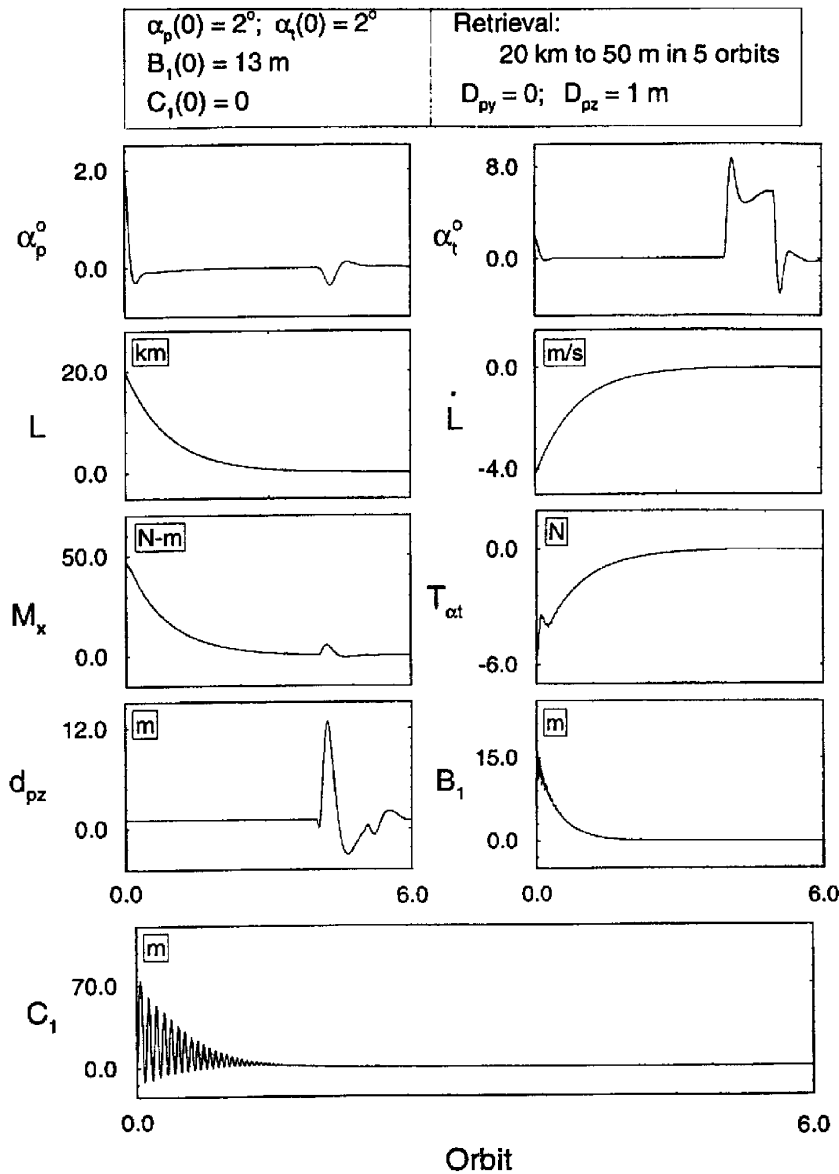 αₚ(0) = 2°; αₜ(0) = 2°
B₁(0) = 13 m
C₁(0) = 0
Retrieval:
20 km to 50 m in 5 orbits
D_py = 0; D_pz = 1 m
2.0
αₚ°
0.0
8.0
αₜ°
0.0
km
20.0
L
0.0
m/s
0.0
L̇
-4.0
N-m
50.0
Mₓ
0.0
N
0.0
T_αt
-6.0
m
12.0
d_pz
0.0
0.0 6.0
m
15.0
B₁
0.0
0.0 6.0
m
70.0
C₁
0.0
0.0 6.0
Orbit